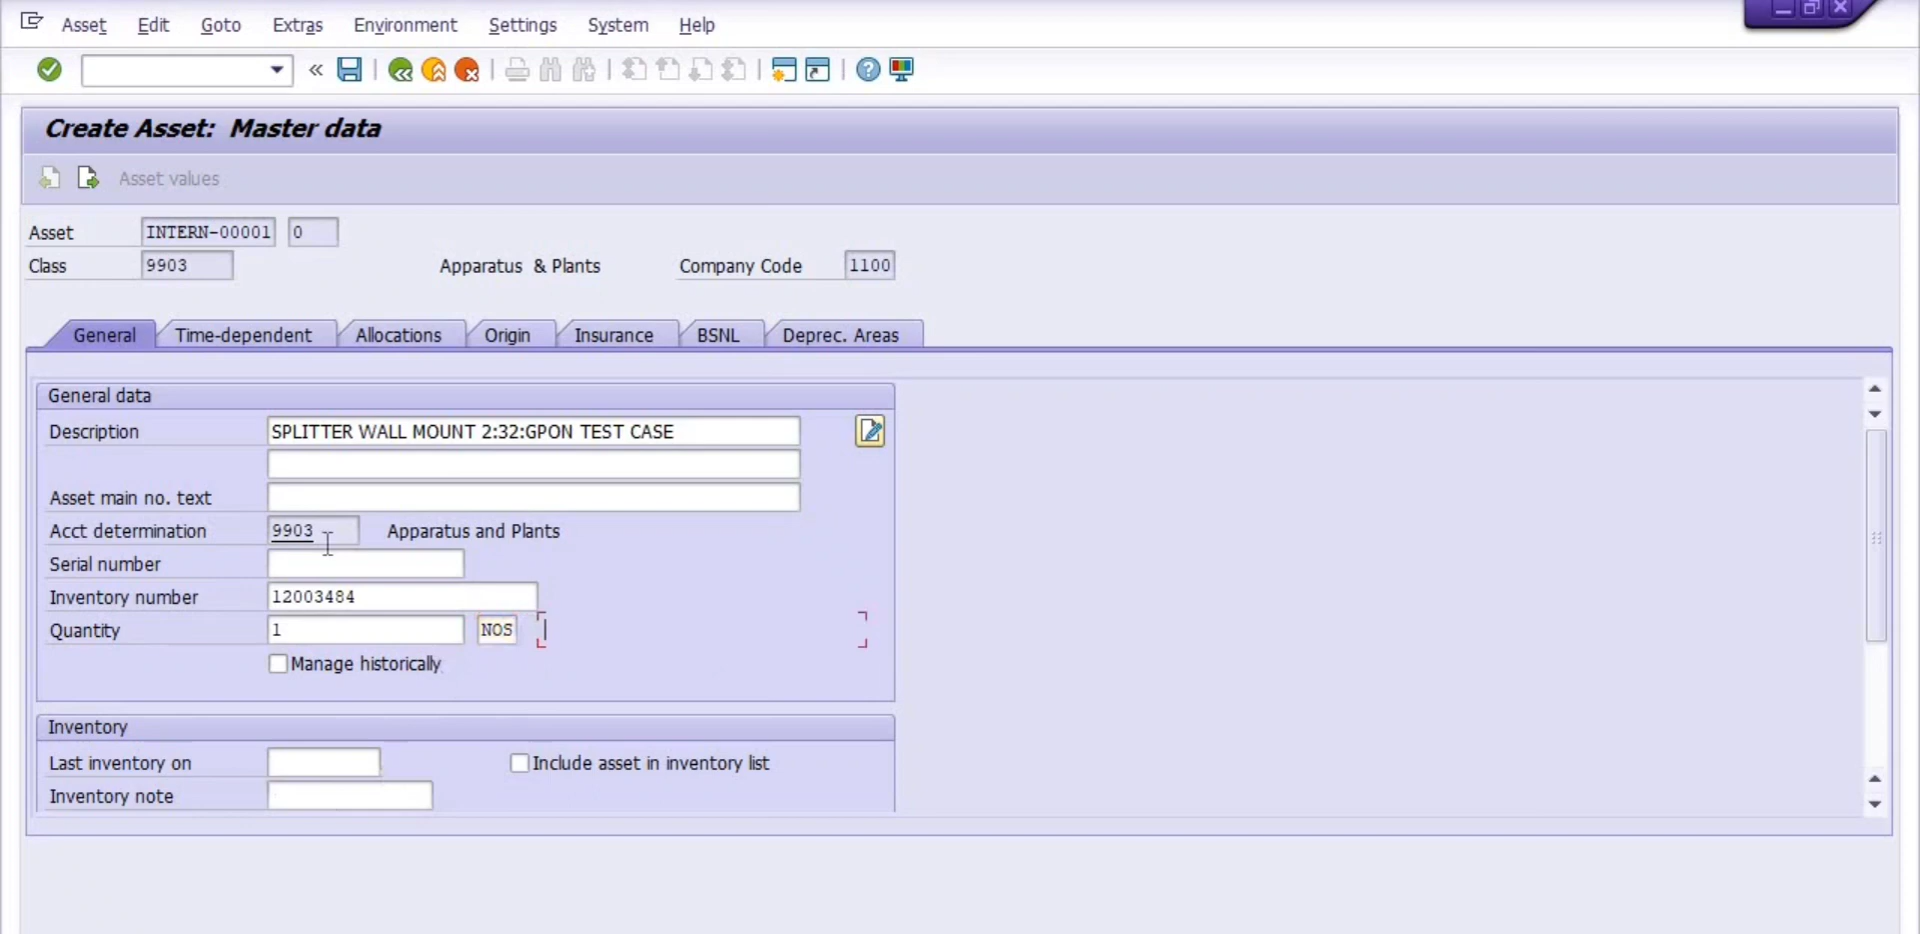 Asset Edit Goto Extras Environment Settings System Help
Create Asset: Master data
Asset values
Asset INTERN-00001 0
Class 9903 Apparatus & Plants Company Code 1100
General Time-dependent Allocations Origin Insurance BSNL Deprec. Areas
General data
Description SPLITTER WALL MOUNT 2:32:GPON TEST CASE
Asset main no. text
Acct determination 9903 Apparatus and Plants
Serial number
Inventory number 12003484
Quantity 1 NOS
Manage historically
Inventory
Last inventory on Include asset in inventory list
Inventory note